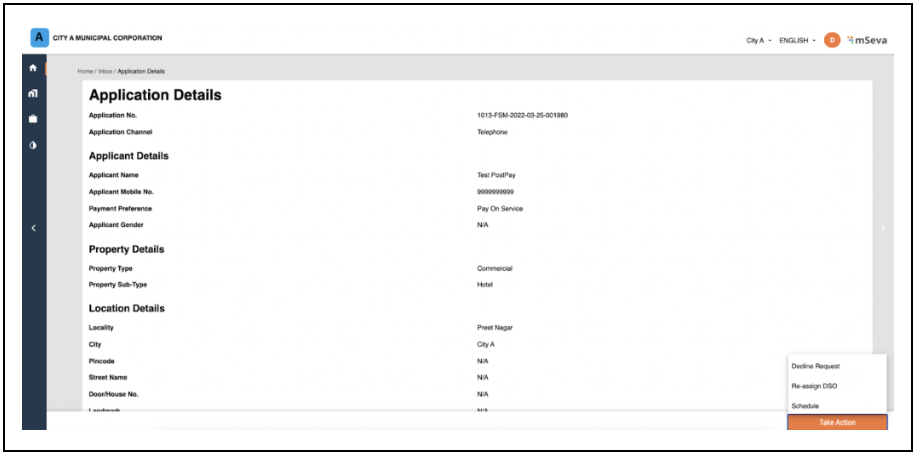 A CITY A MUNICIPAL CORPORATION City A ENGLISH D mSeva
Home / Inbox / Application Details
Application Details
Application No. 1013-FSM-2022-03-25-001980
Application Channel Telephone
Applicant Details
Applicant Name Test PostPay
Applicant Mobile No. 9999999999
Payment Preference Pay On Service
Applicant Gender N/A
Property Details
Property Type Commercial
Property Sub-Type Hotel
Location Details
Locality Preet Nagar
City City A
Pincode N/A
Street Name N/A
Door/House No. N/A
Landmark N/A
Decline Request
Re-assign DSO
Schedule
Take Action